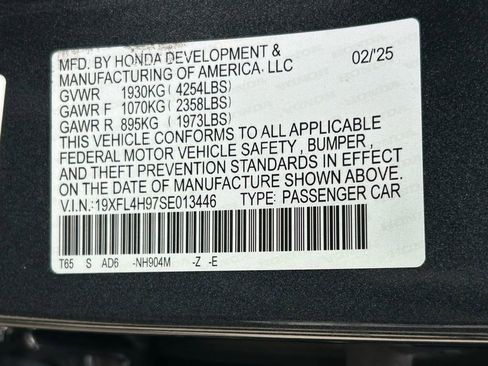 MFD. BY HONDA DEVELOPMENT & 02/'25
MANUFACTURING OF AMERICA, LLC
GVWR 1930KG ( 4254LBS)
GAWR F 1070KG ( 2358LBS)
GAWR R 895KG ( 1973LBS)
THIS VEHICLE CONFORMS TO ALL APPLICABLE
FEDERAL MOTOR VEHICLE SAFETY , BUMPER ,
AND THEFT PREVENTION STANDARDS IN EFFECT
ON THE DATE OF MANUFACTURE SHOWN ABOVE.
V.I.N.:19XFL4H97SE013446 TYPE: PASSENGER CAR
T65 S AD6 -NH904M -Z -E